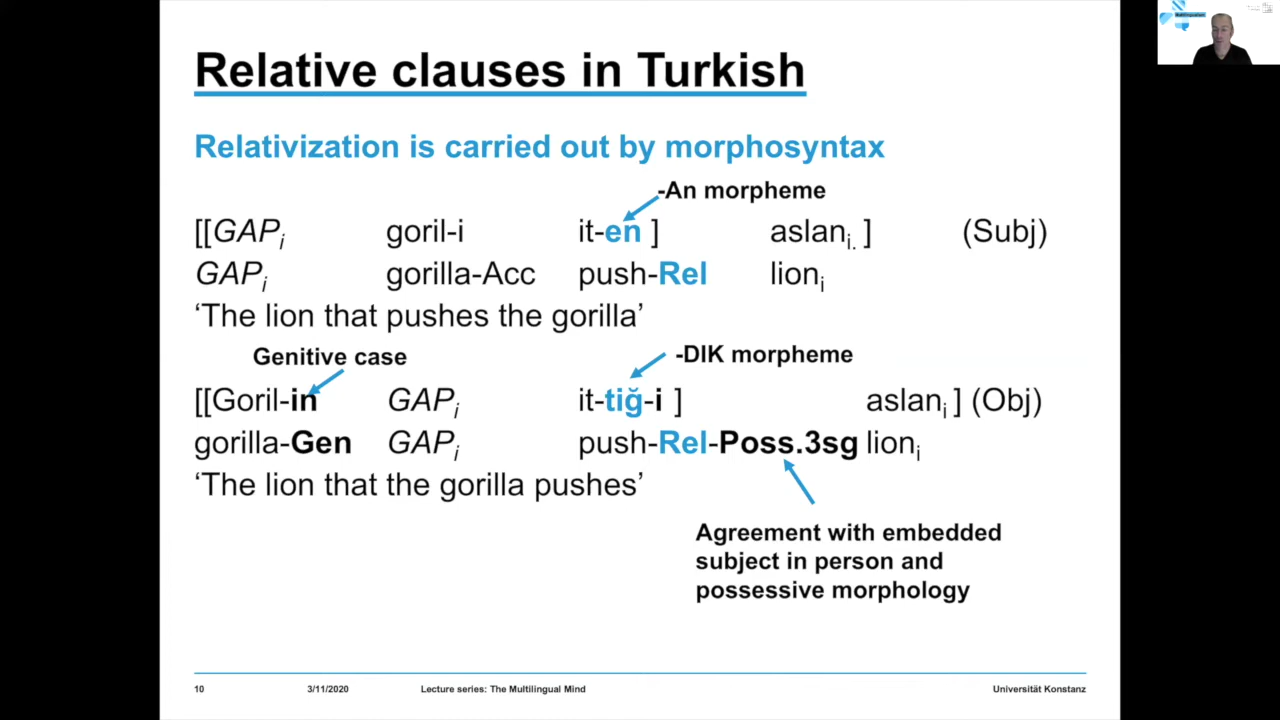 Relative clauses in Turkish
Relativization is carried out by morphosyntax
-An morpheme
[[GAPi goril-i it-en ] aslani. ] (Subj)
GAPi gorilla-Acc push-Rel lioni
‘The lion that pushes the gorilla’
Genitive case -DIK morpheme
[[Goril-in GAPi it-tiğ-i ] aslani ] (Obj)
gorilla-Gen GAPi push-Rel-Poss.3sg lioni
‘The lion that the gorilla pushes’
Agreement with embedded
subject in person and
possessive morphology
10 3/11/2020 Lecture series: The Multilingual Mind Universität Konstanz